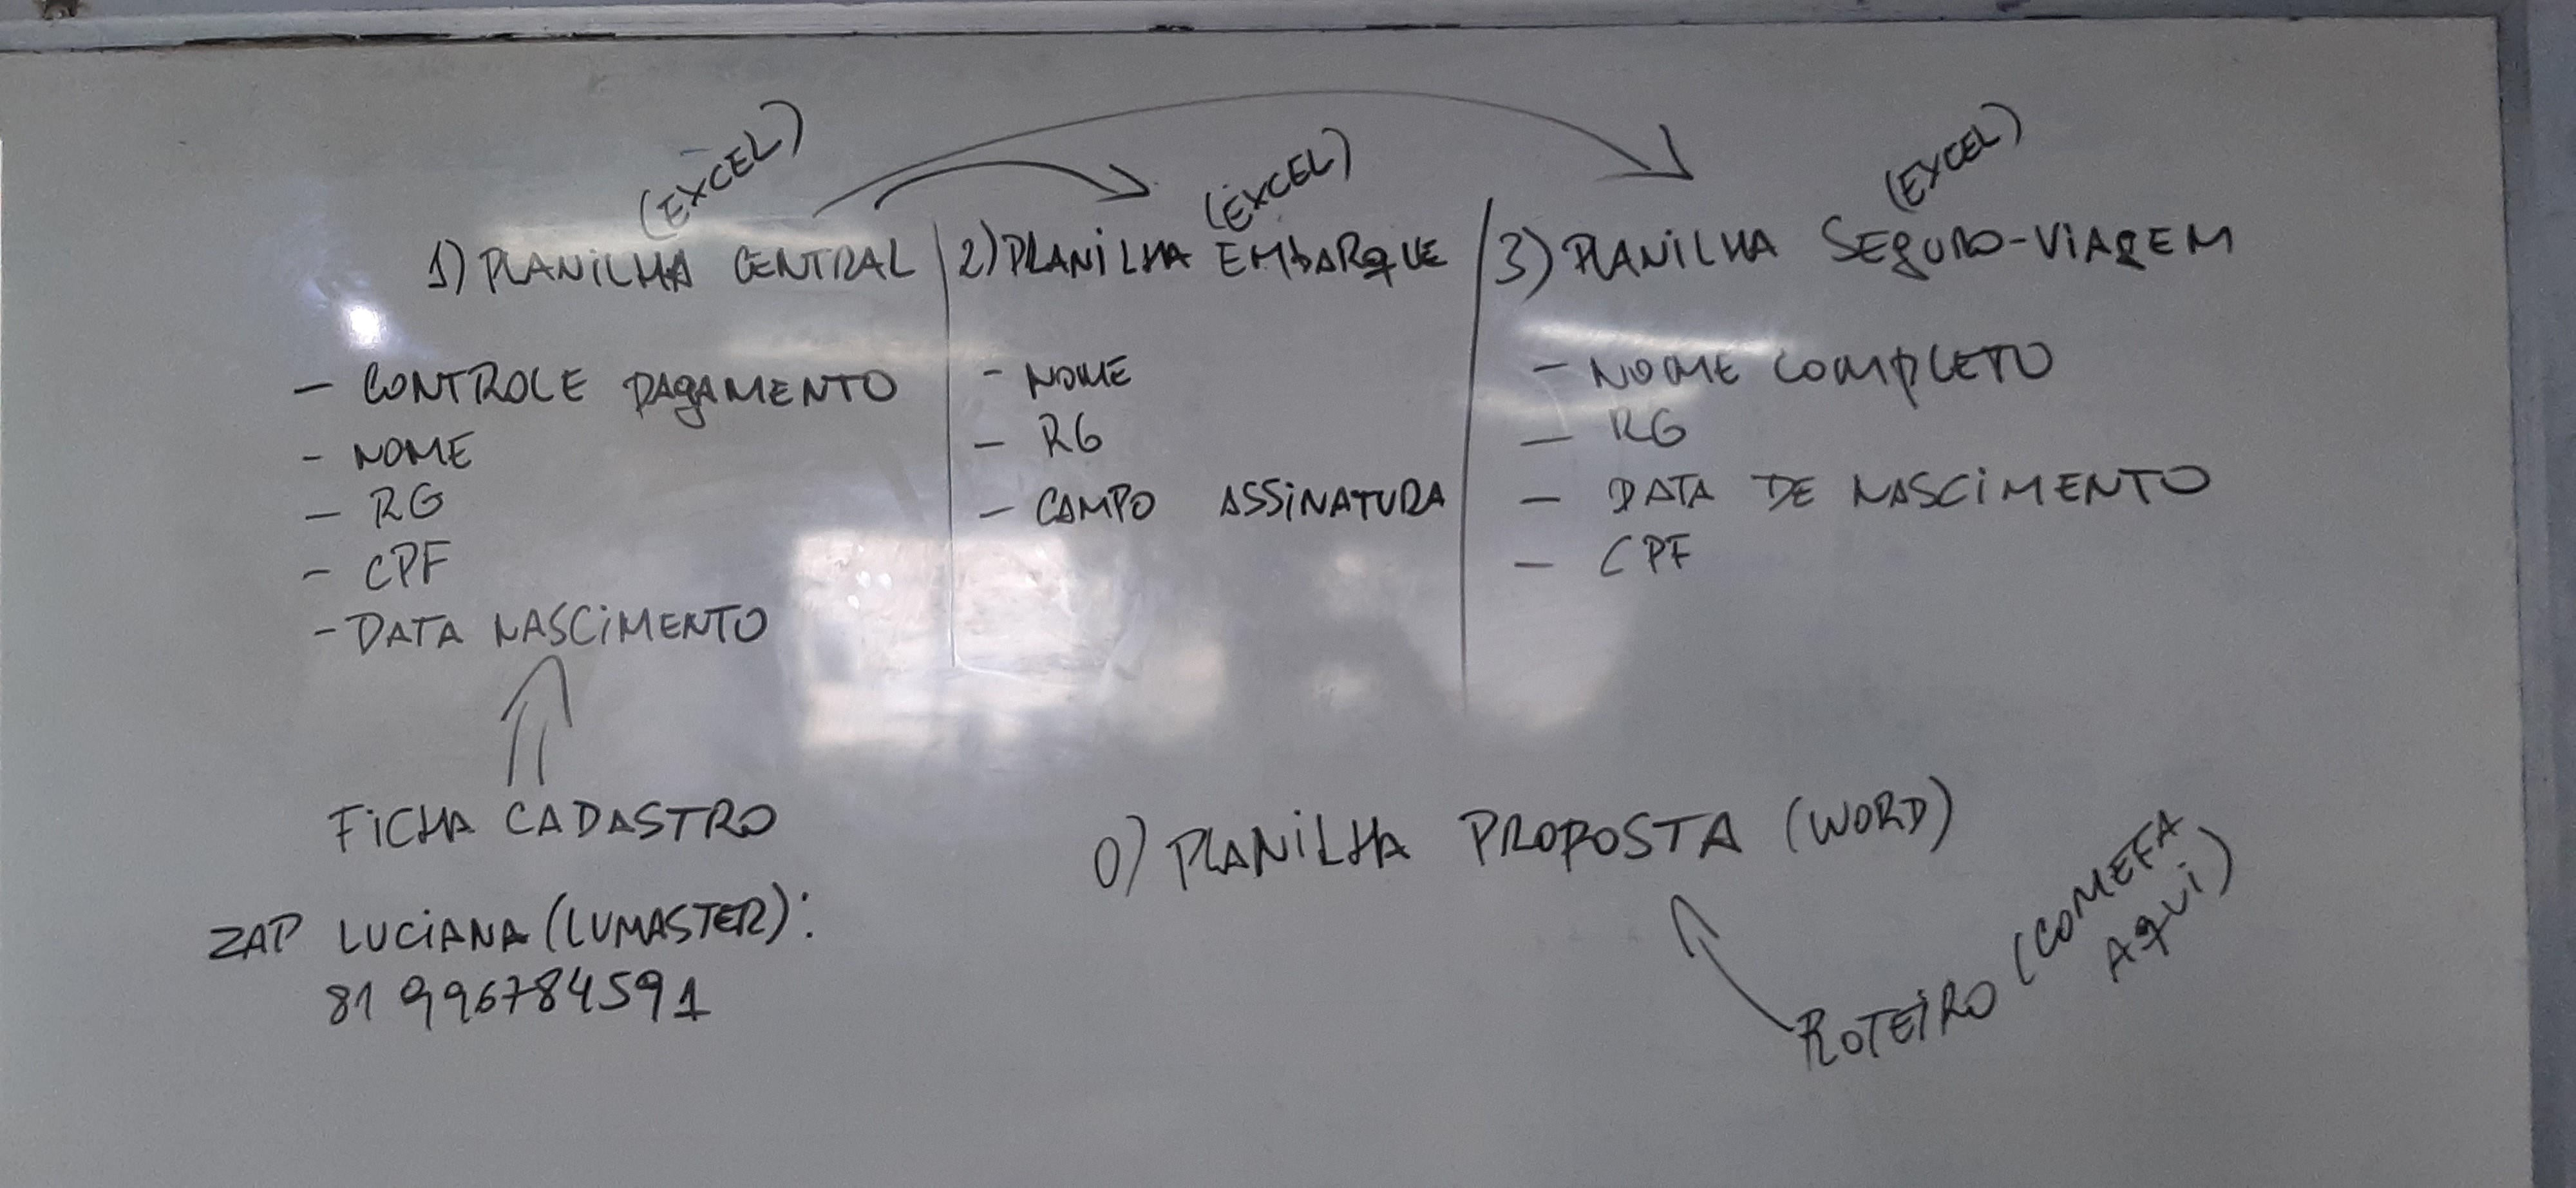 (EXCEL)
1) PLANILHA CENTRAL
- CONTROLE PAGAMENTO
- NOME
- RG
- CPF
- DATA NASCIMENTO
FICHA CADASTRO
ZAP LUCIANA (LUMASTER):
81 996784591
(EXCEL)
2) PLANILHA EMBARQUE
- NOME
- RG
- CAMPO ASSINATURA
(EXCEL)
3) PLANILHA SEGURO-VIAGEM
- NOME COMPLETO
- RG
- DATA DE NASCIMENTO
- CPF
0) PLANILHA PROPOSTA (WORD)
ROTEIRO (COMEÇA
AQUI)